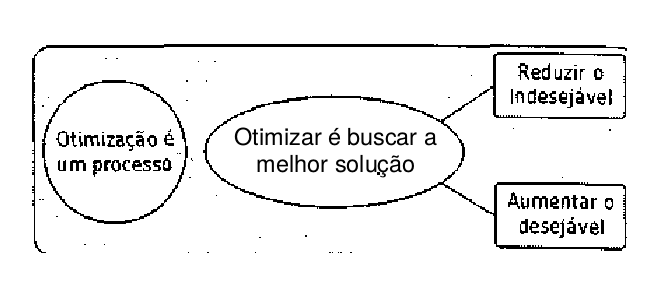 Otimização é
um processo
Otimizar é buscar a
melhor solução
Reduzir o
Indesejável
Aumentar o
desejável